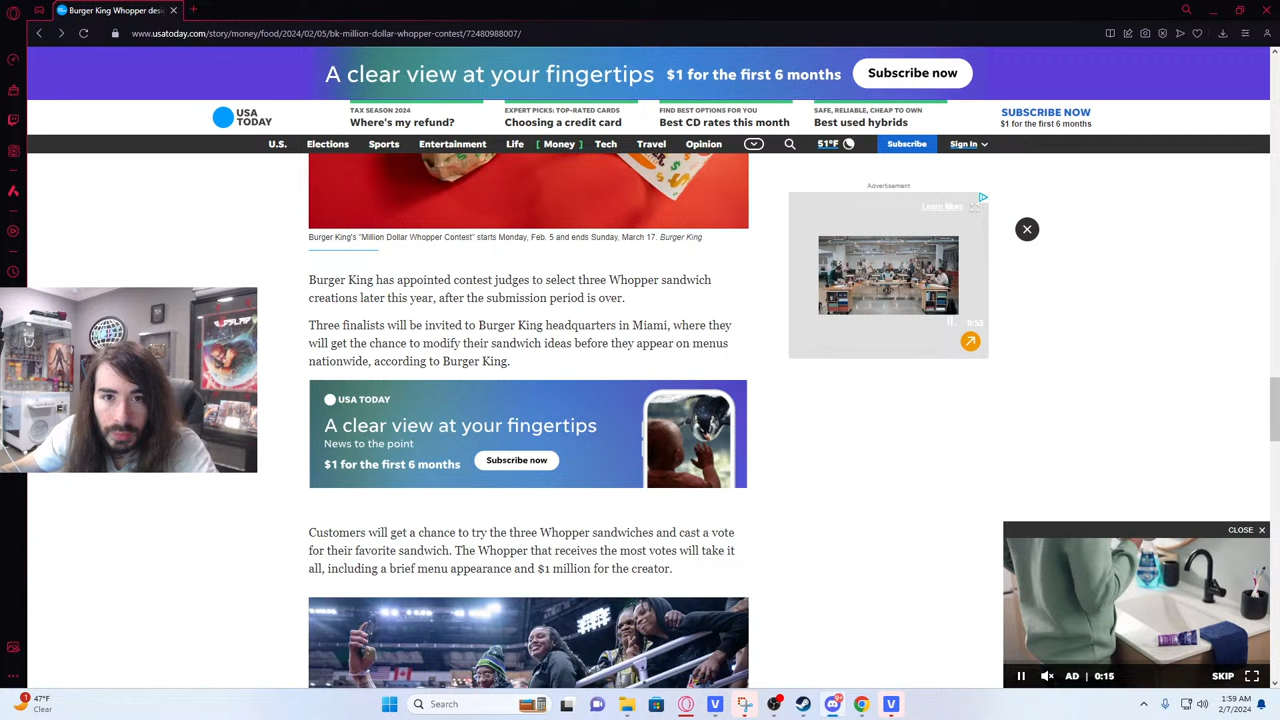 Burger King Whopper des
www.usatoday.com/story/money/food/2024/02/05/bk-million-dollar-whopper-contest/72480988007/
A clear view at your fingertips $1 for the first 6 months Subscribe now
USA TODAY
TAX SEASON 2024
Where's my refund?
EXPERT PICKS: TOP-RATED CARDS
Choosing a credit card
FIND BEST OPTIONS FOR YOU
Best CD rates this month
SAFE, RELIABLE, CHEAP TO OWN
Best used hybrids
SUBSCRIBE NOW
$1 for the first 6 months
U.S. Elections Sports Entertainment Life [ Money ] Tech Travel Opinion 51°F Subscribe Sign In
Advertisement
Learn More
Burger King's "Million Dollar Whopper Contest" starts Monday, Feb. 5 and ends Sunday, March 17. Burger King
Burger King has appointed contest judges to select three Whopper sandwich
creations later this year, after the submission period is over.
0:53
Three finalists will be invited to Burger King headquarters in Miami, where they
will get the chance to modify their sandwich ideas before they appear on menus
nationwide, according to Burger King.
USA TODAY
A clear view at your fingertips
News to the point
$1 for the first 6 months Subscribe now
Customers will get a chance to try the three Whopper sandwiches and cast a vote
for their favorite sandwich. The Whopper that receives the most votes will take it
all, including a brief menu appearance and $1 million for the creator.
CLOSE
AD 0:15 SKIP
1
47°F
Clear
Search
1:59 AM
2/7/2024